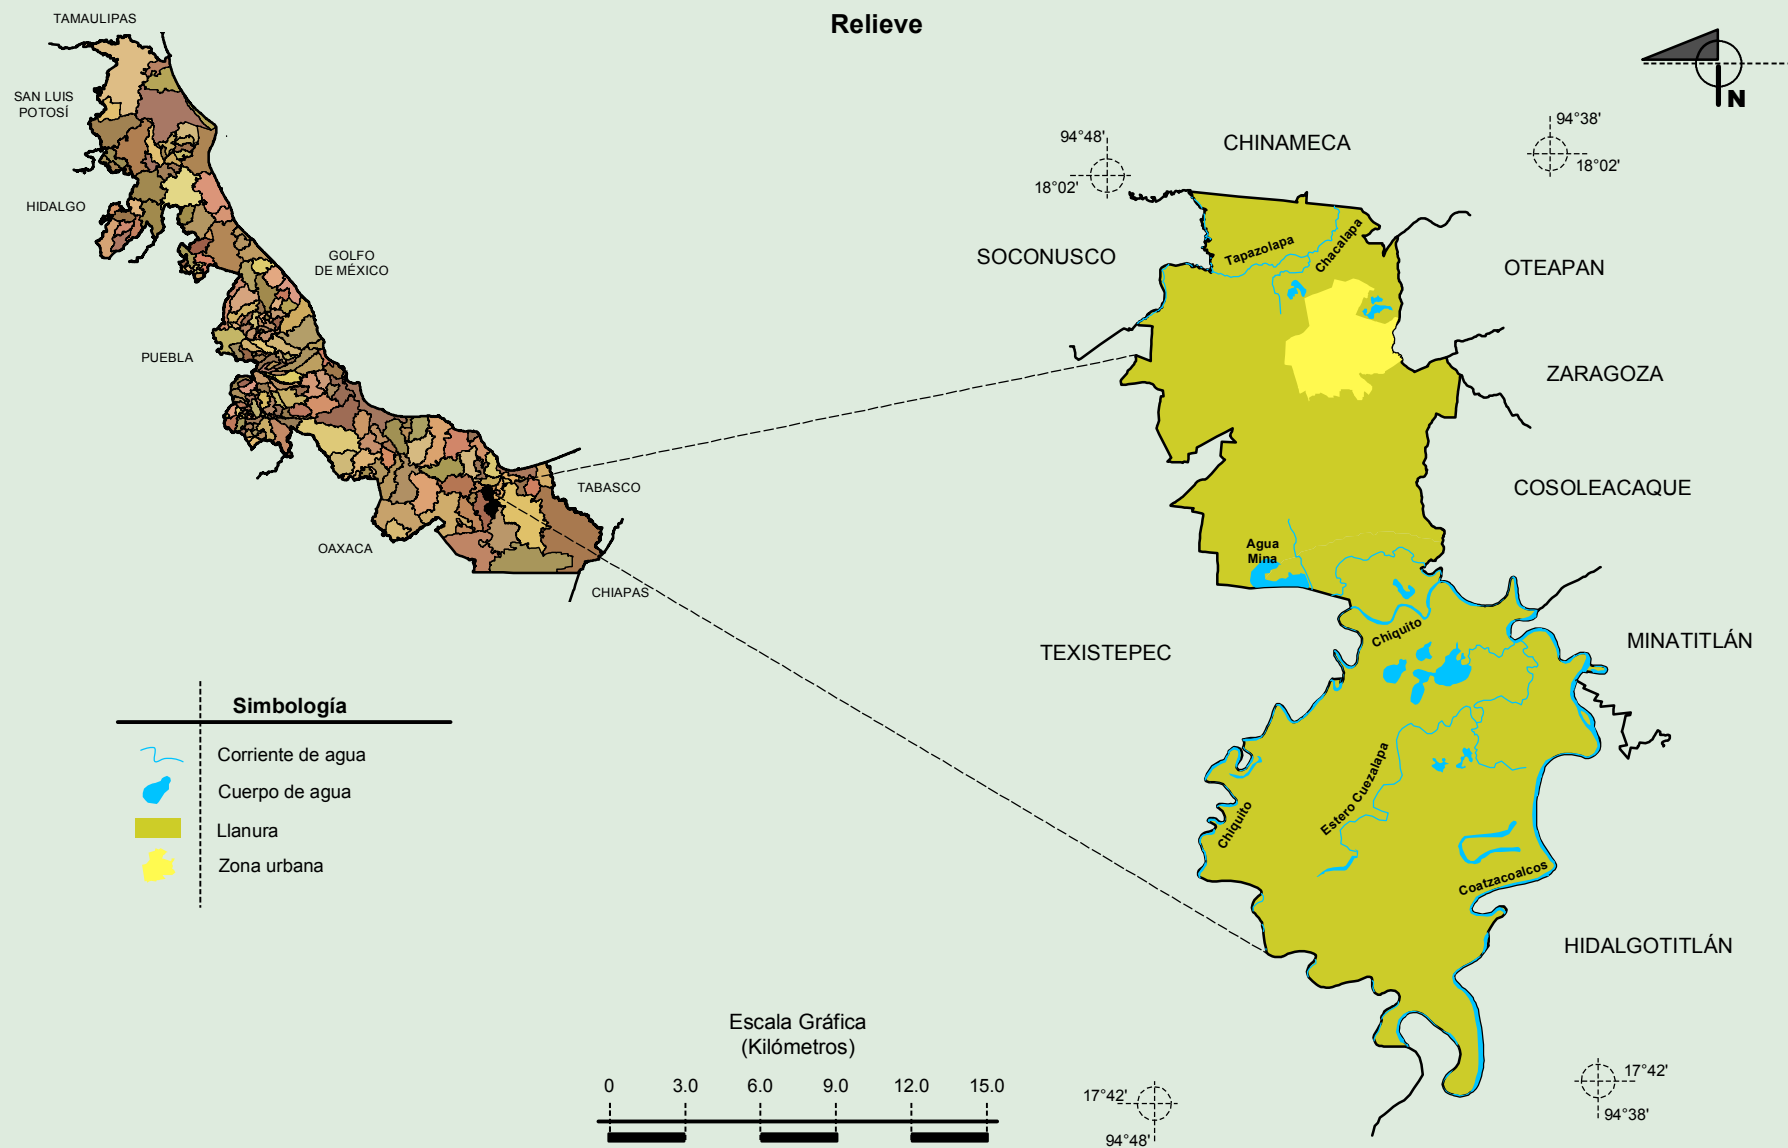 Relieve
TAMAULIPAS
SAN LUIS
POTOSÍ
HIDALGO
GOLFO
DE MÉXICO
PUEBLA
TABASCO
OAXACA
CHIAPAS
N
94°48'
18°02'
94°38'
18°02'
CHINAMECA
SOCONUSCO
OTEAPAN
Tapazolapa
Chacalapa
ZARAGOZA
COSOLEACAQUE
Agua
Mina
Chiquito
MINATITLÁN
TEXISTEPEC
Estero Cuezalapa
Chiquito
Coatzacoalcos
HIDALGOTITLÁN
Simbología
Corriente de agua
Cuerpo de agua
Llanura
Zona urbana
Escala Gráfica
(Kilómetros)
0 3.0 6.0 9.0 12.0 15.0
17°42'
94°48'
17°42'
94°38'